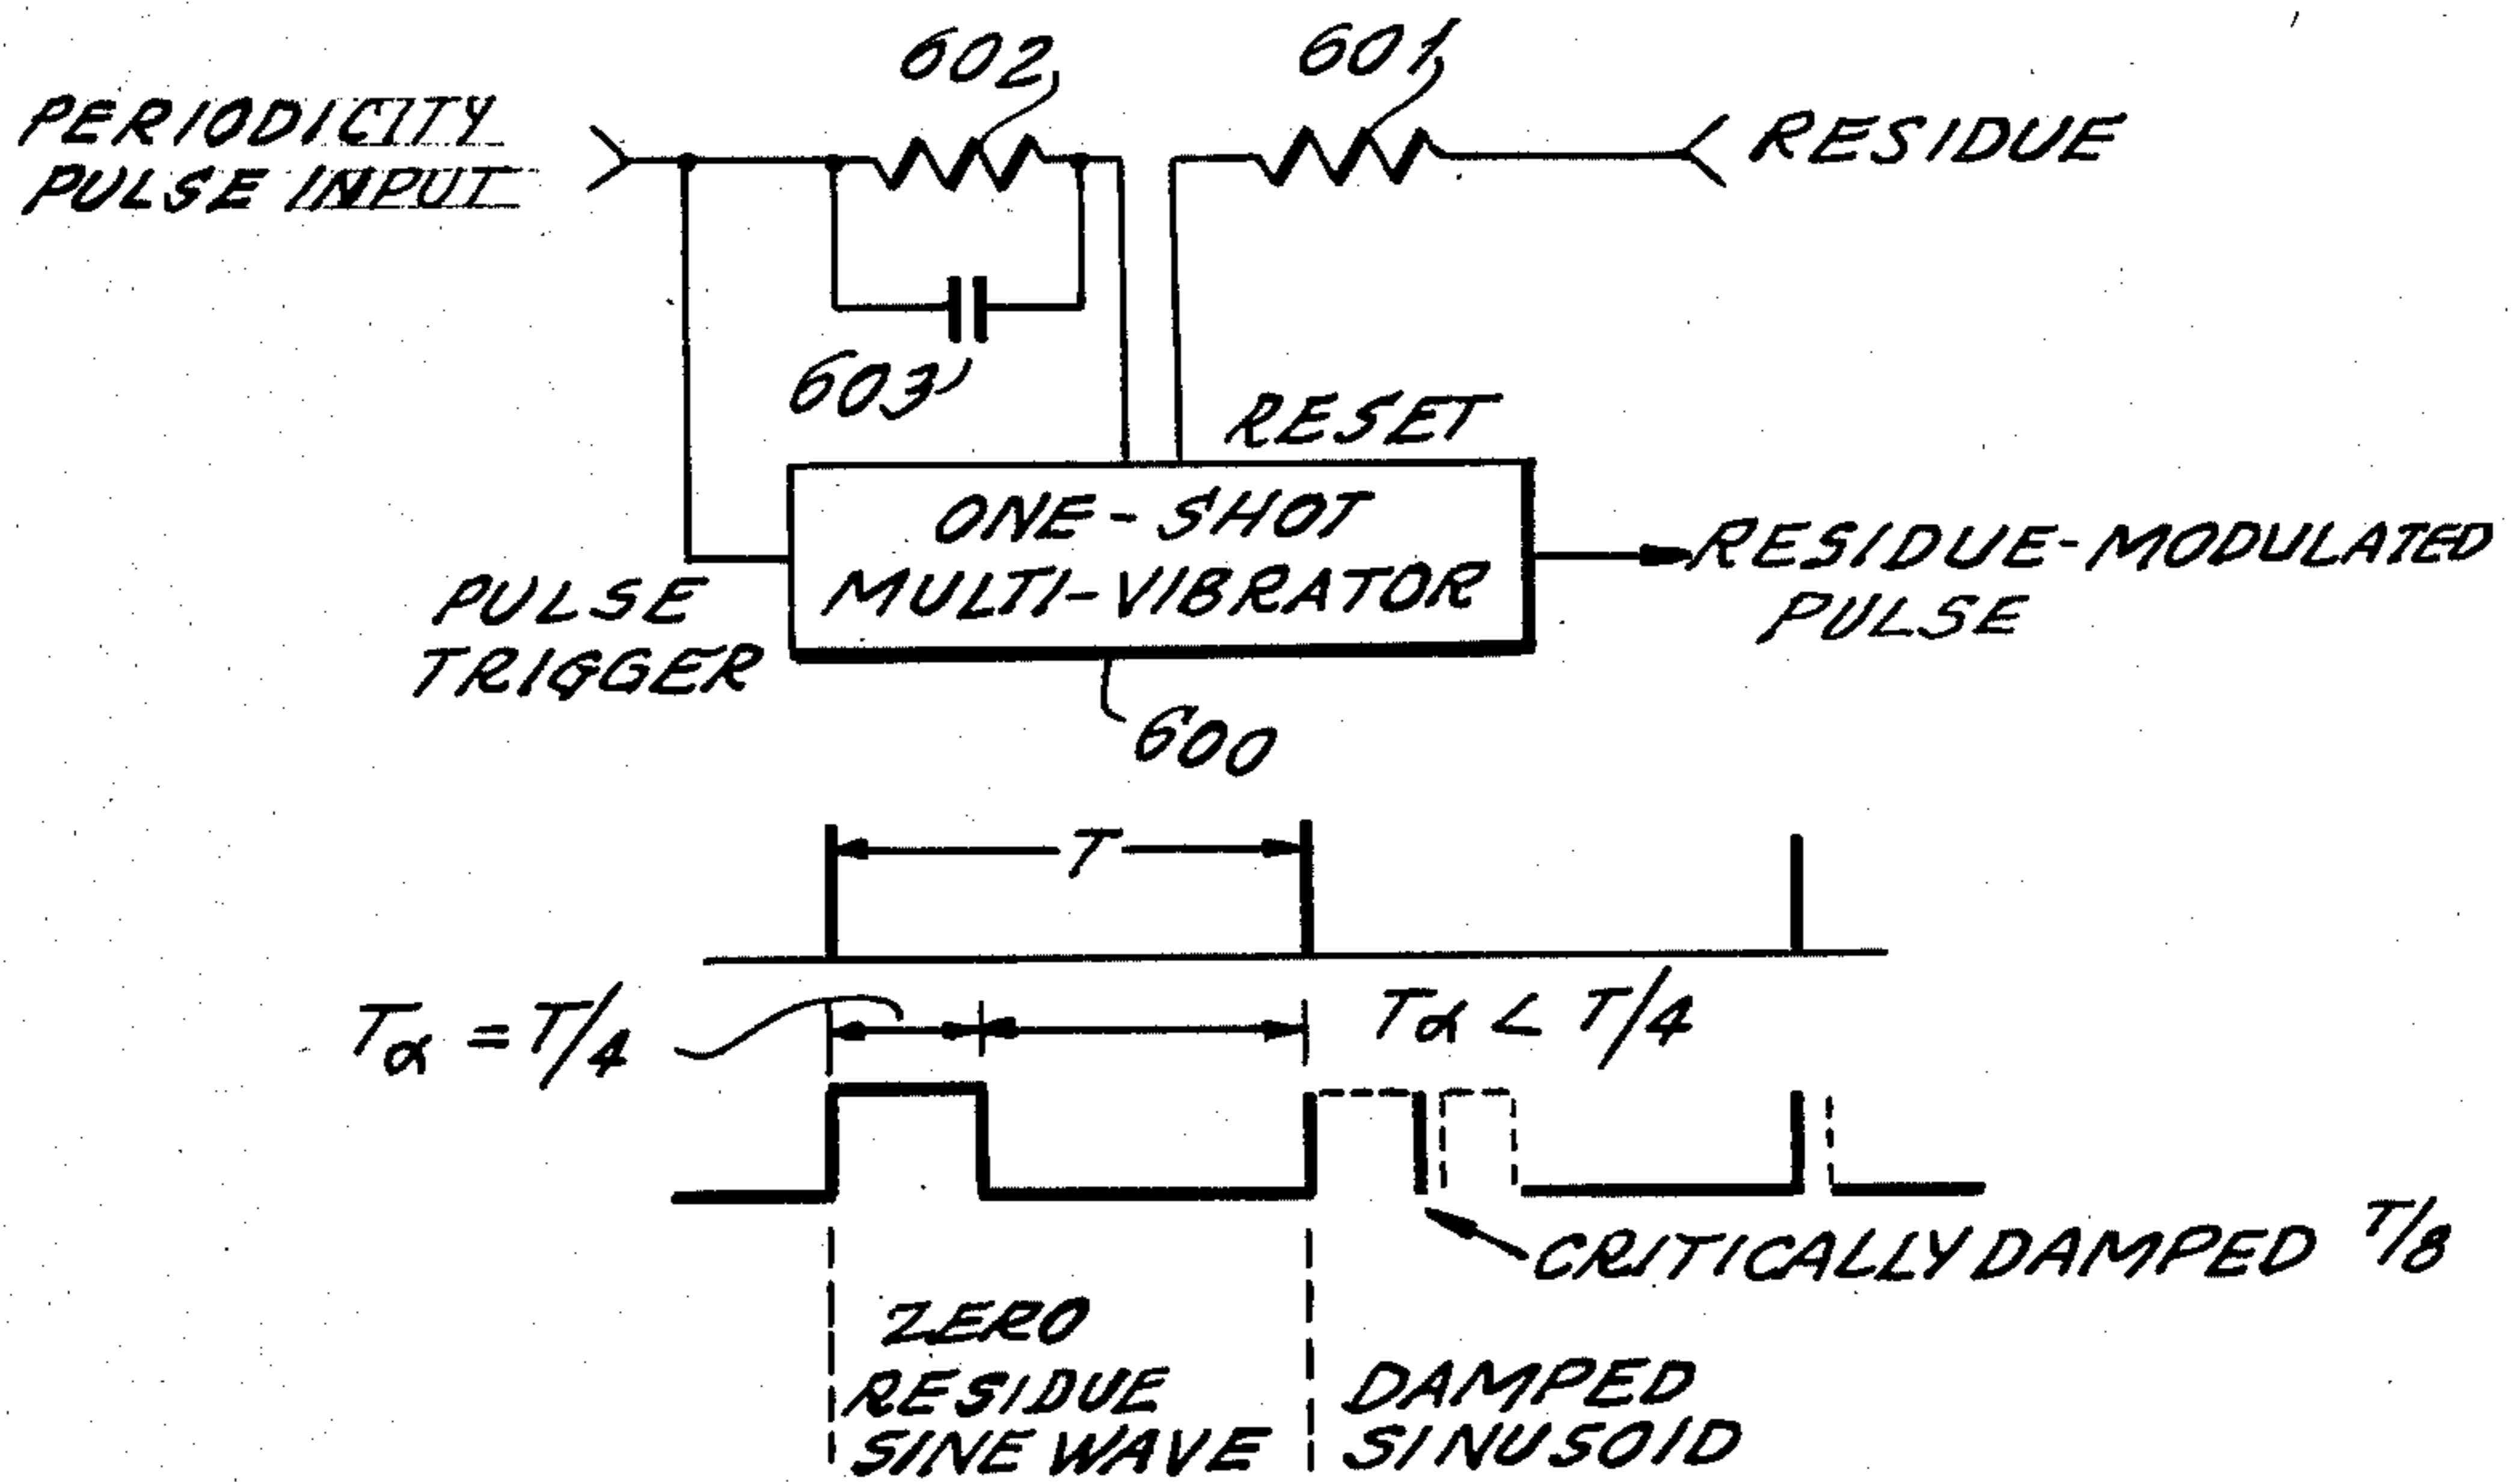 602
601
PERIODICITY
PULSE INPUT
RESIDUE
603
RESET
ONE-SHOT
MULTI-VIBRATOR
RESIDUE-MODULATED
PULSE
PULSE
TRIGGER
600
T
Tα = T/4
Tα < T/4
CRITICALLY DAMPED T/8
ZERO
RESIDUE
SINE WAVE
DAMPED
SINUSOID